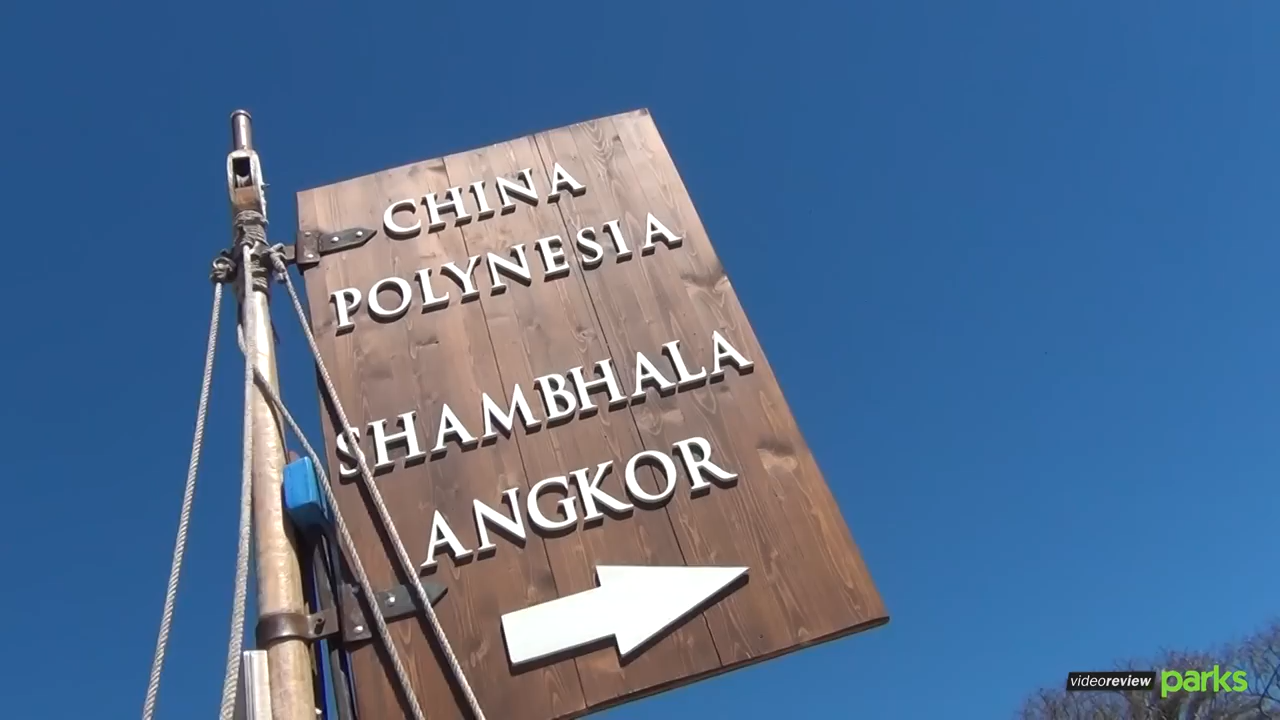 CHINA
POLYNESIA
SHAMBHALA
ANGKOR
videoreview parks